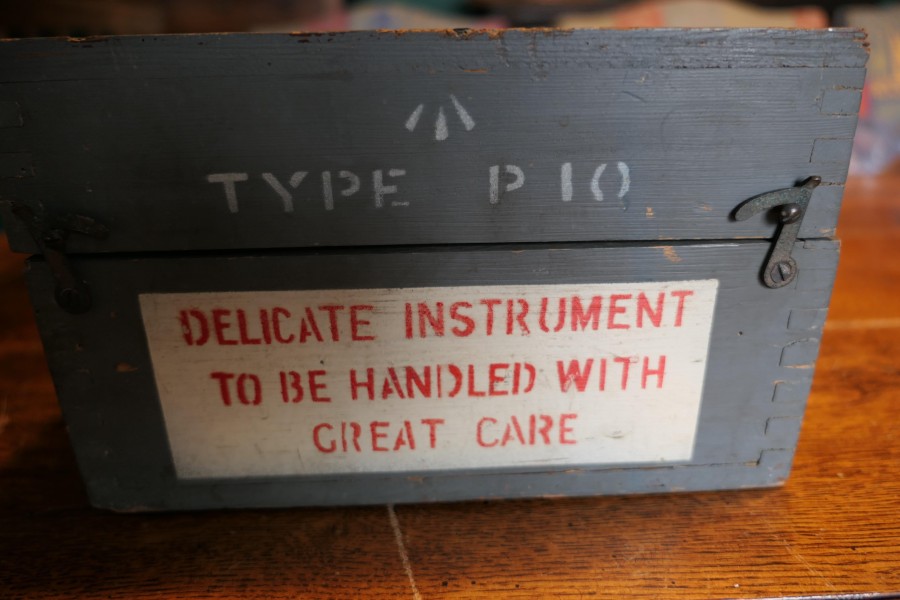 TYPE P10
DELICATE INSTRUMENT
TO BE HANDLED WITH
GREAT CARE